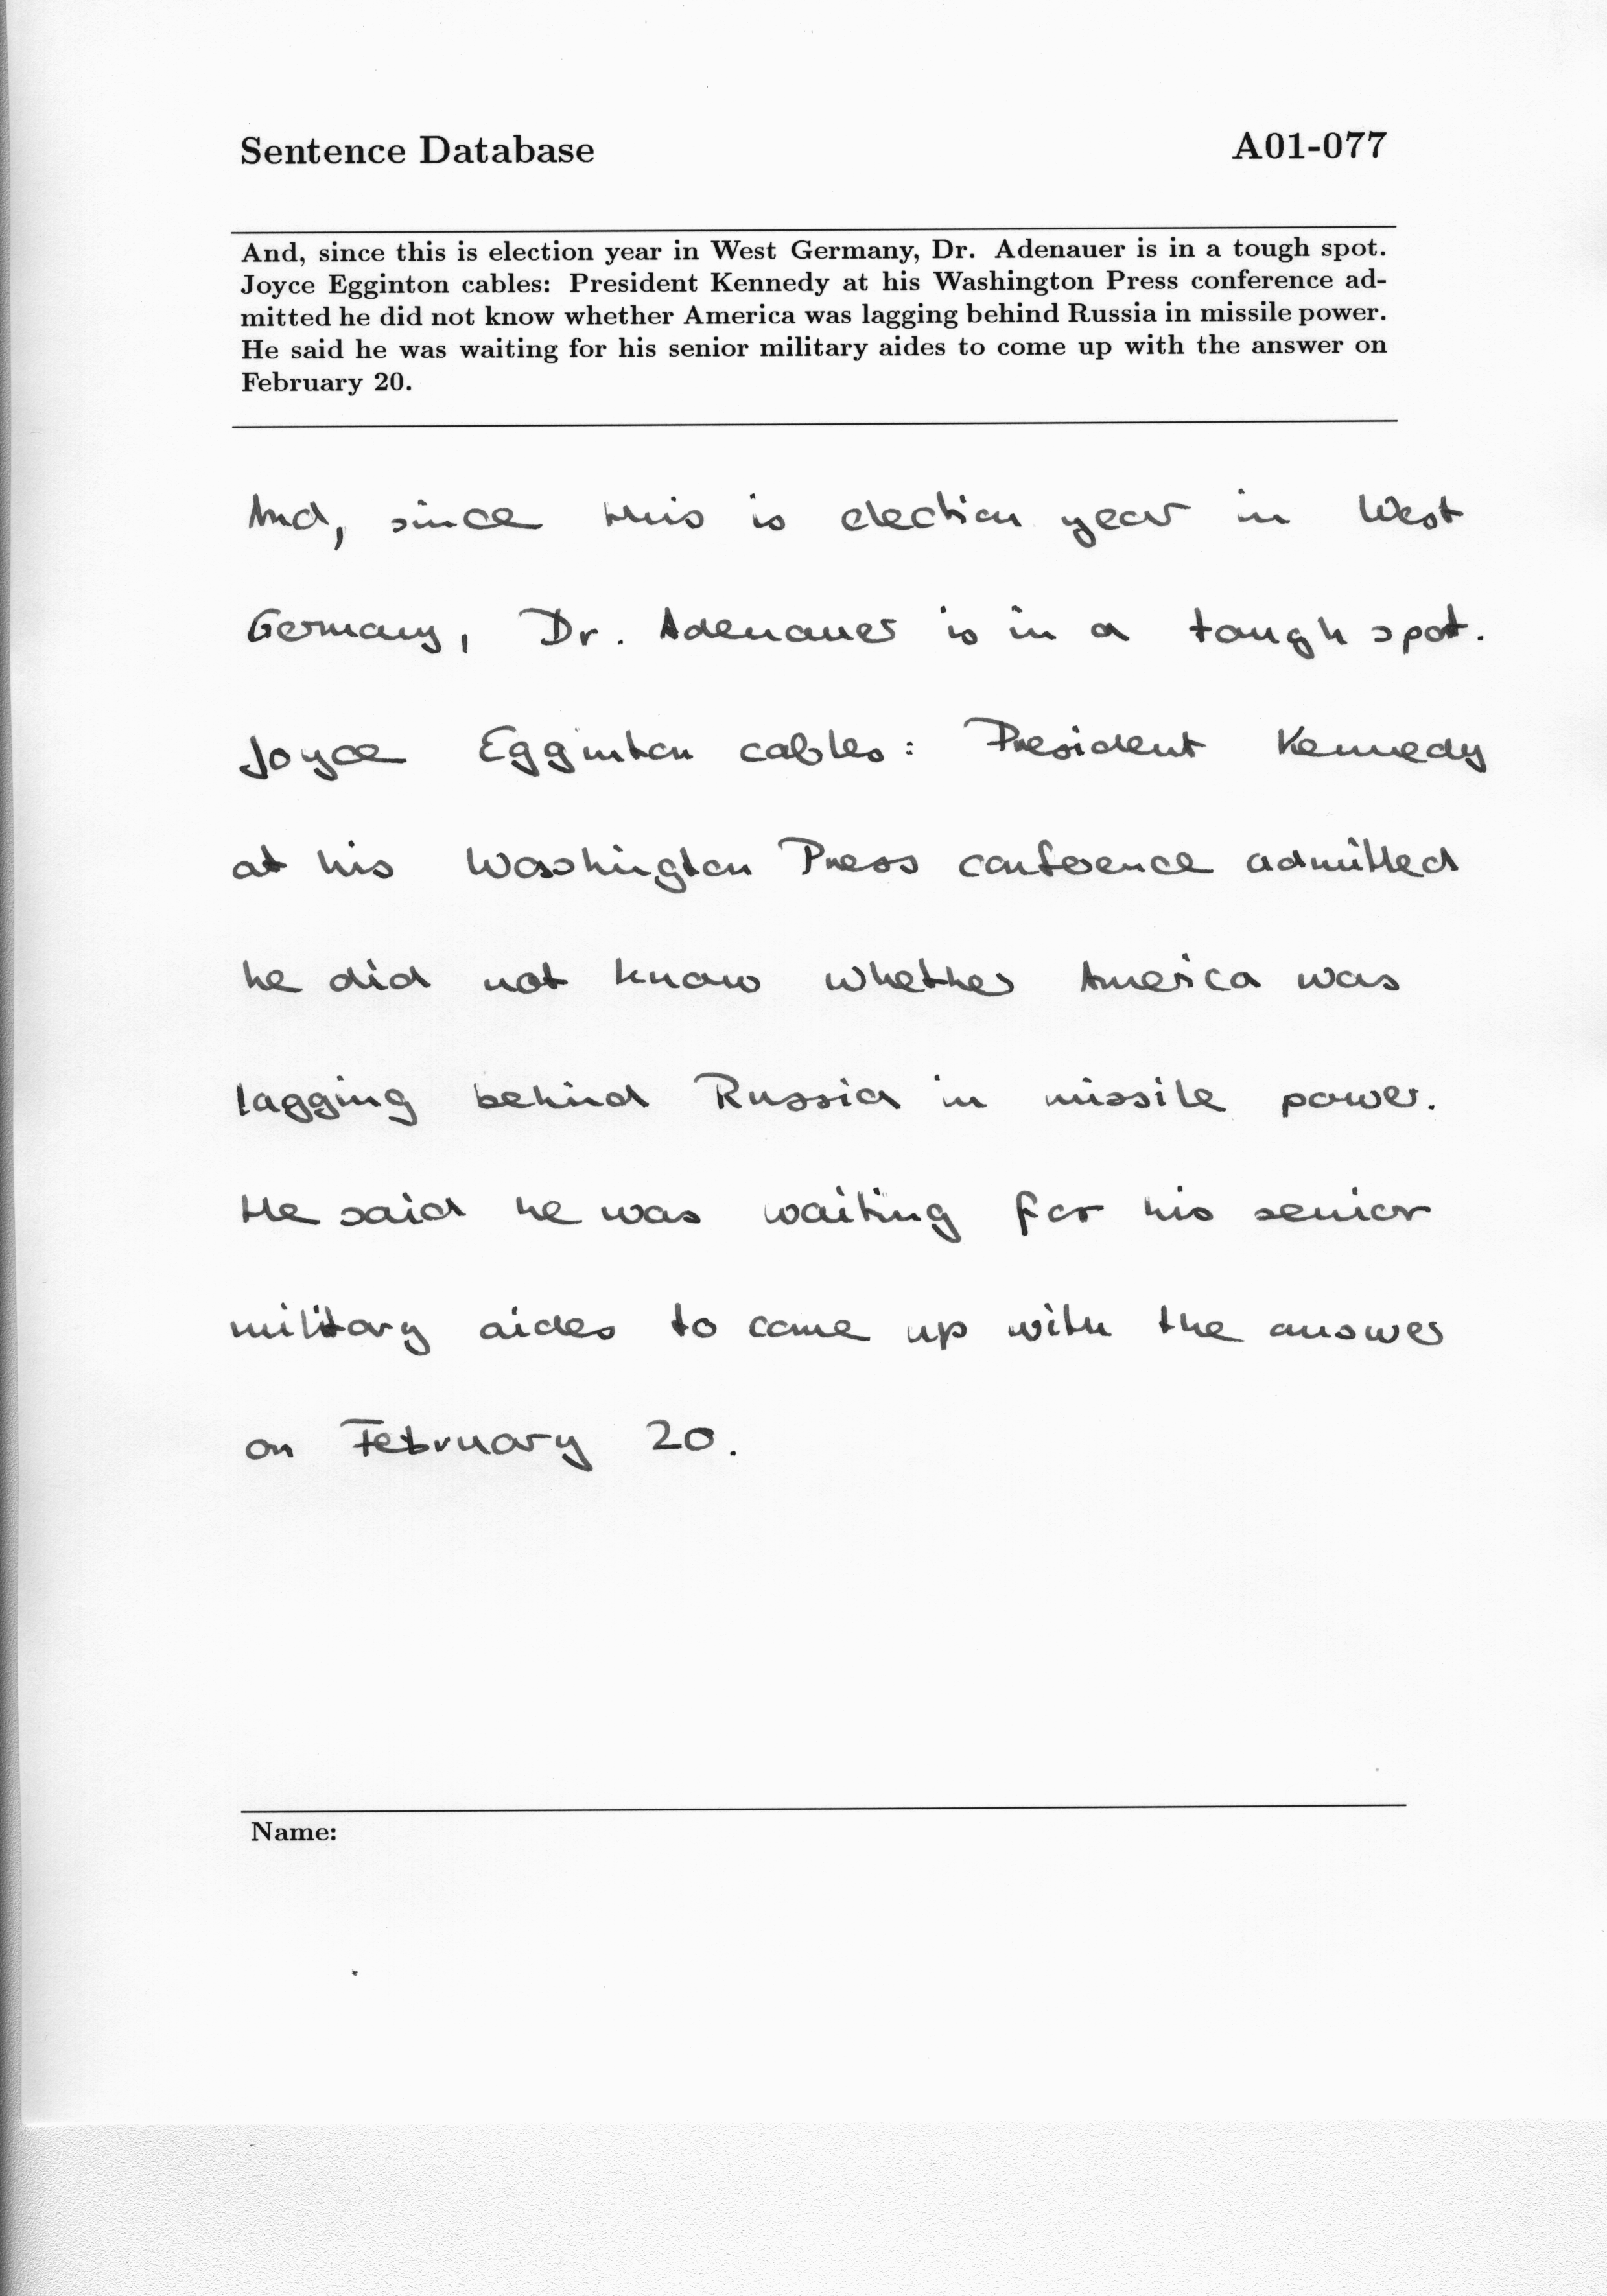 Sentence Database A01-077
And, since this is election year in West Germany, Dr. Adenauer is in a tough spot.
Joyce Egginton cables: President Kennedy at his Washington Press conference ad-
mitted he did not know whether America was lagging behind Russia in missile power.
He said he was waiting for his senior military aides to come up with the answer on
February 20.
And, since this is election year in West
Germany, Dr. Adenauer is in a tough spot.
Joyce Egginton cables: President Kennedy
at his Washington Press conference admitted
he did not know whether America was
lagging behind Russia in missile power.
He said he was waiting for his senior
military aides to come up with the answer
on February 20.
Name: